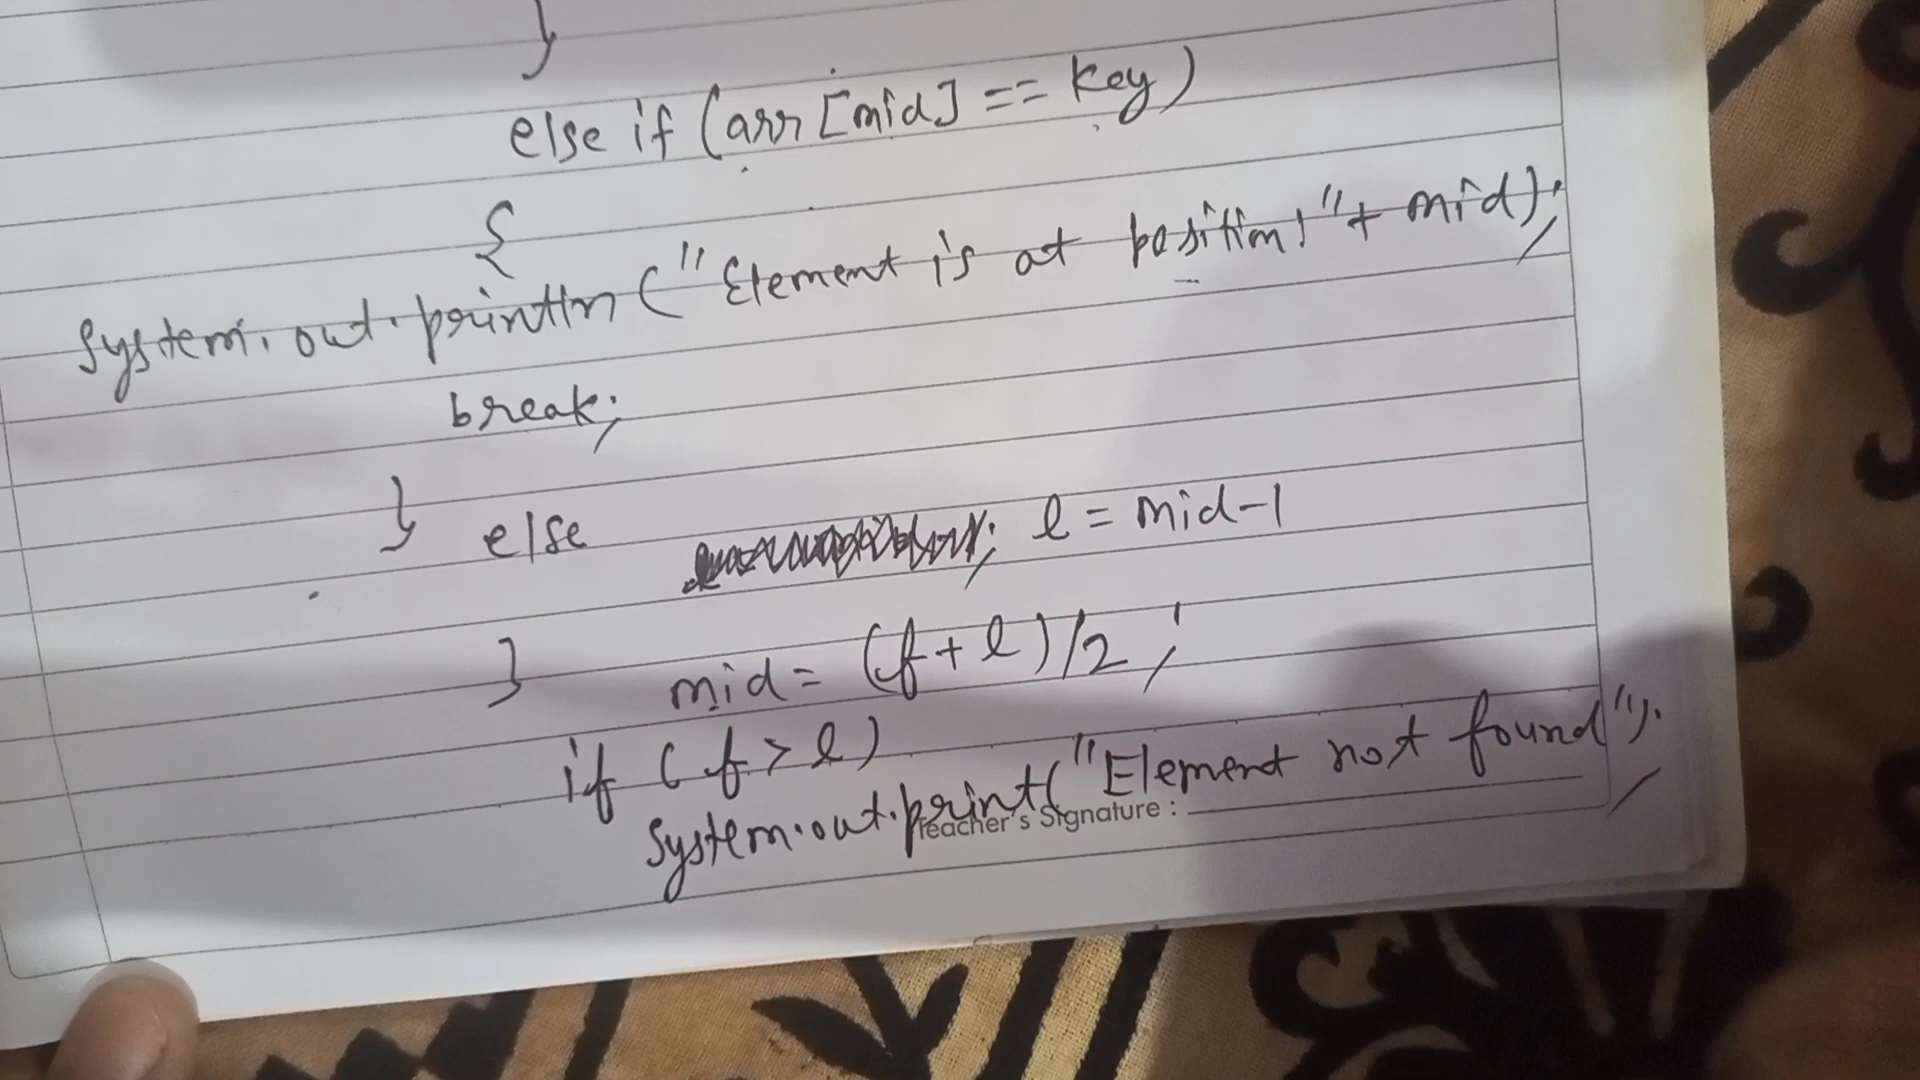 }
else if (arr [mid] == key)
{
System.out.println ("Element is at position!"+ mid);
break;
} else l = mid-1
} mid= (f+l)/2;
if (f>l)
System.out.print("Element not found");
Teacher's Signature :